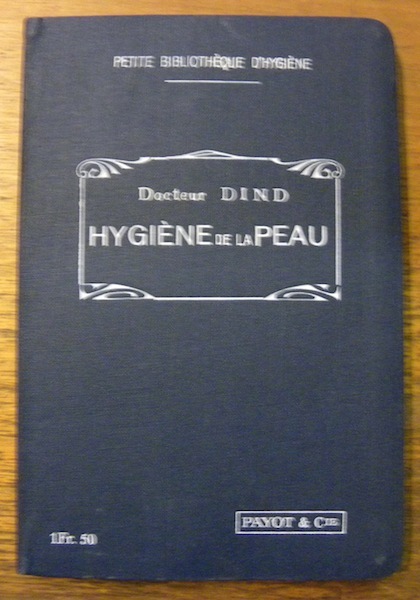 PETITE BIBLIOTHÈQUE D'HYGIÈNE
Docteur DIND
HYGIÈNE DE LA PEAU
PAYOT & CIE.
1 Fr. 50